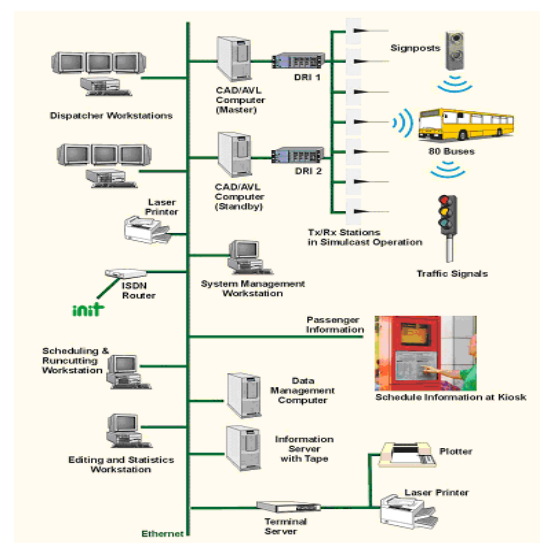 Signposts
DRI 1
CAD/AVL
Computer
(Master)
Dispatcher Workstations
80 Buses
DRI 2
CAD/AVL
Computer
(Standby)
Laser
Printer
Tx/Rx Stations
in Simulcast Operation
Traffic Signals
ISDN
Router
System Management
Workstation
init
Passenger
Information
Scheduling &
Runcutting
Workstation
Schedule Information at Kiosk
Data
Management
Computer
Information
Server
with Tape
Editing and Statistics
Workstation
Plotter
Laser Printer
Terminal
Server
Ethernet